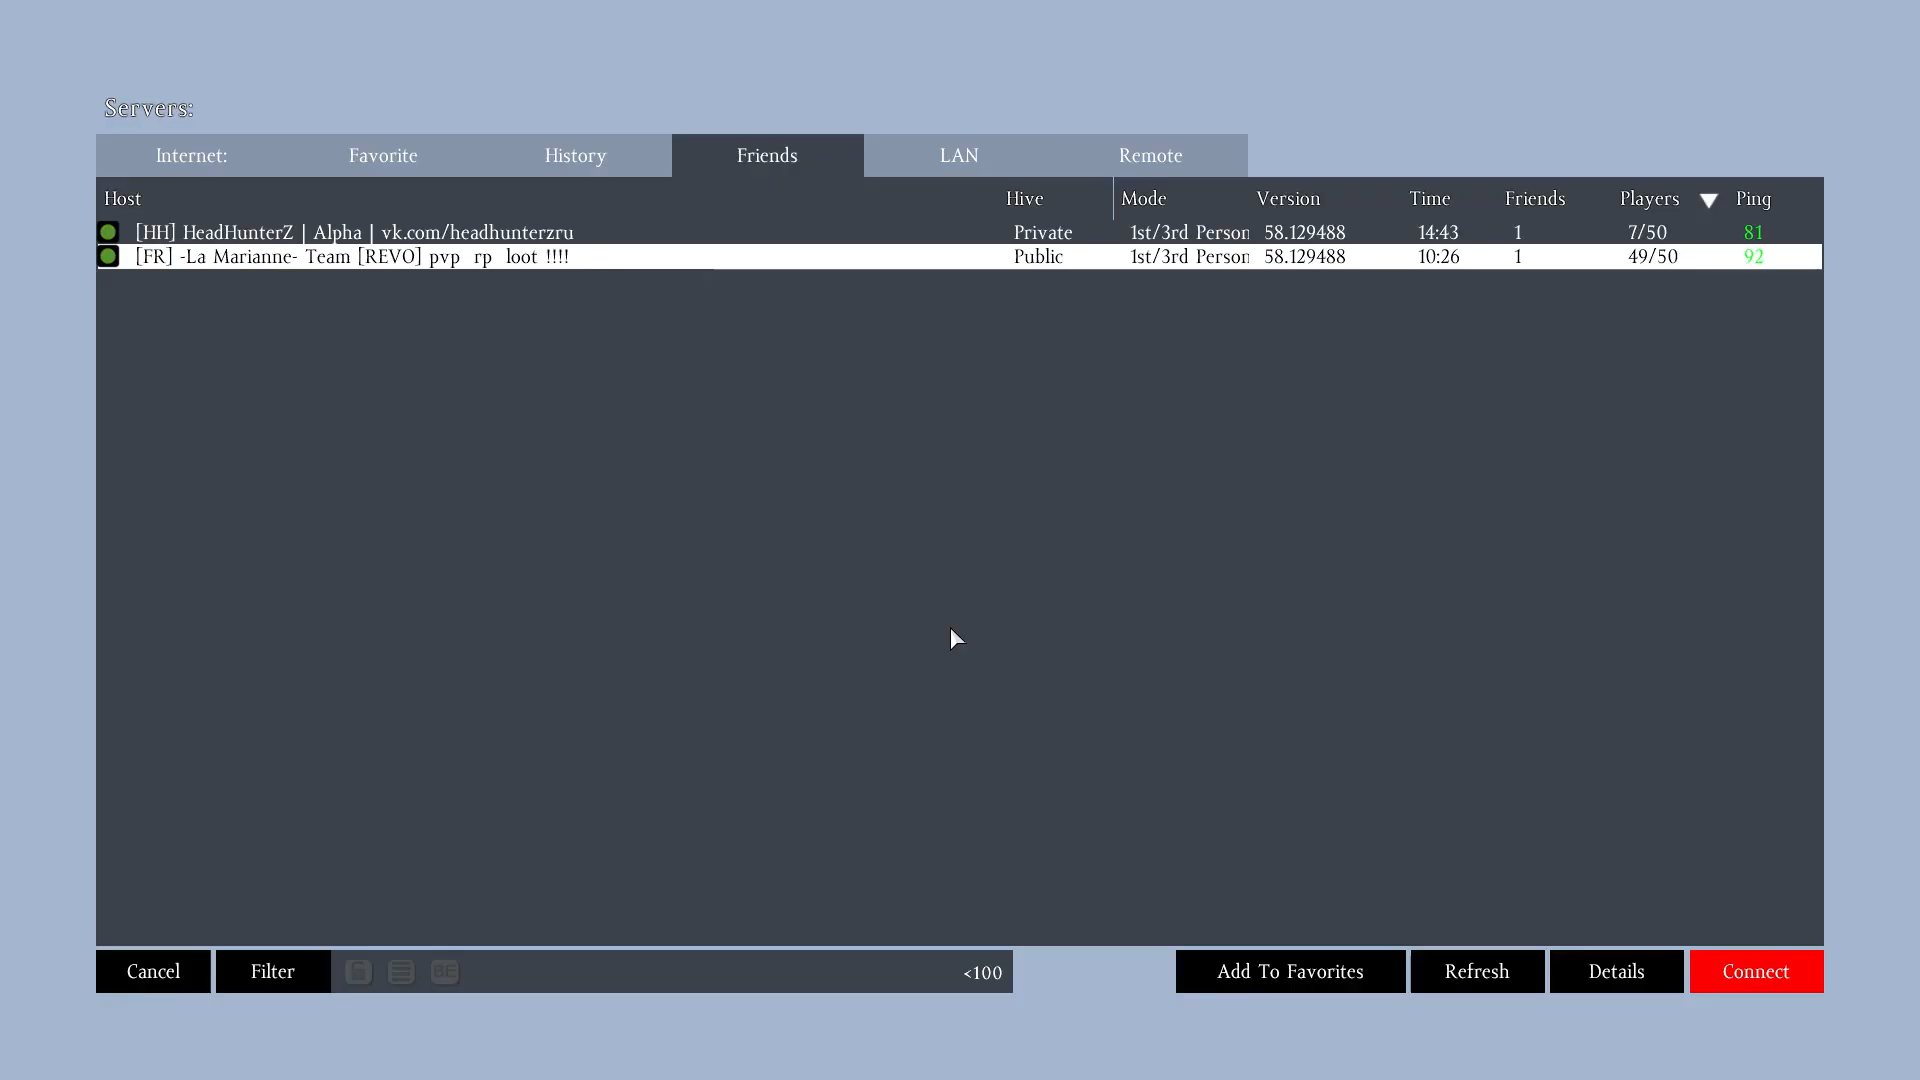 Servers:
Internet: Favorite History Friends LAN Remote
Host Hive Mode Version Time Friends Players Ping
[HH] HeadHunterZ | Alpha | vk.com/headhunterzru Private 1st/3rd Person 58.129488 14:43 1 7/50 81
[FR] -La Marianne- Team [REVO] pvp rp loot !!!! Public 1st/3rd Person 58.129488 10:26 1 49/50 92
Cancel Filter BE <100 Add To Favorites Refresh Details Connect